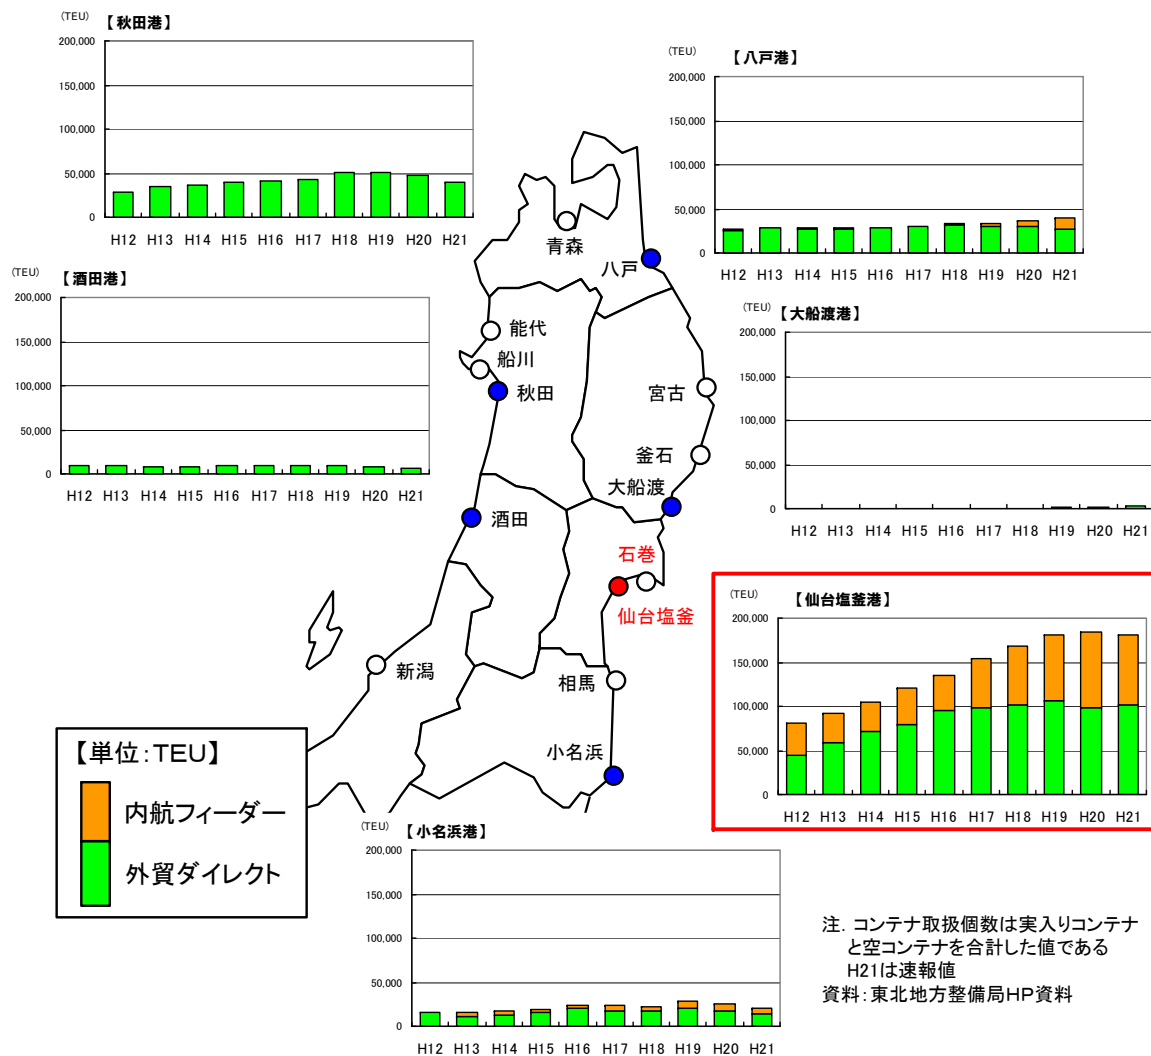 (TEU)
【秋田港】
200,000
150,000
100,000
50,000
0
H12 H13 H14 H15 H16 H17 H18 H19 H20 H21
(TEU)
【八戸港】
200,000
150,000
100,000
50,000
0
H12 H13 H14 H15 H16 H17 H18 H19 H20 H21
(TEU)
【酒田港】
200,000
150,000
100,000
50,000
0
H12 H13 H14 H15 H16 H17 H18 H19 H20 H21
(TEU)
【大船渡港】
200,000
150,000
100,000
50,000
0
H12 H13 H14 H15 H16 H17 H18 H19 H20 H21
青森
八戸
能代
船川
秋田
宮古
釜石
大船渡
酒田
石巻
仙台塩釜
新潟
相馬
小名浜
(TEU)
【仙台塩釜港】
200,000
150,000
100,000
50,000
0
H12 H13 H14 H15 H16 H17 H18 H19 H20 H21
【単位:TEU】
内航フィーダー
外貿ダイレクト
(TEU)
【小名浜港】
200,000
150,000
100,000
50,000
0
H12 H13 H14 H15 H16 H17 H18 H19 H20 H21
注. コンテナ取扱個数は実入りコンテナ
と空コンテナを合計した値である
H21は速報値
資料:東北地方整備局HP資料